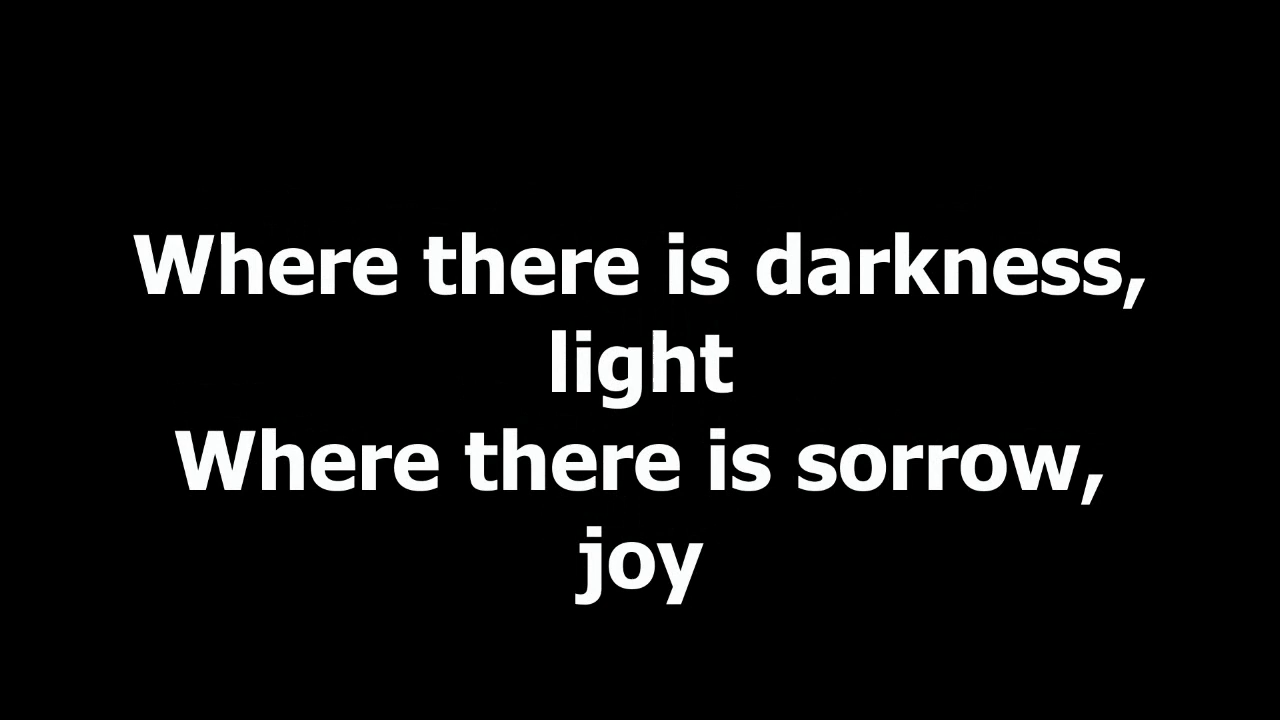 Where there is darkness,
light
Where there is sorrow,
joy